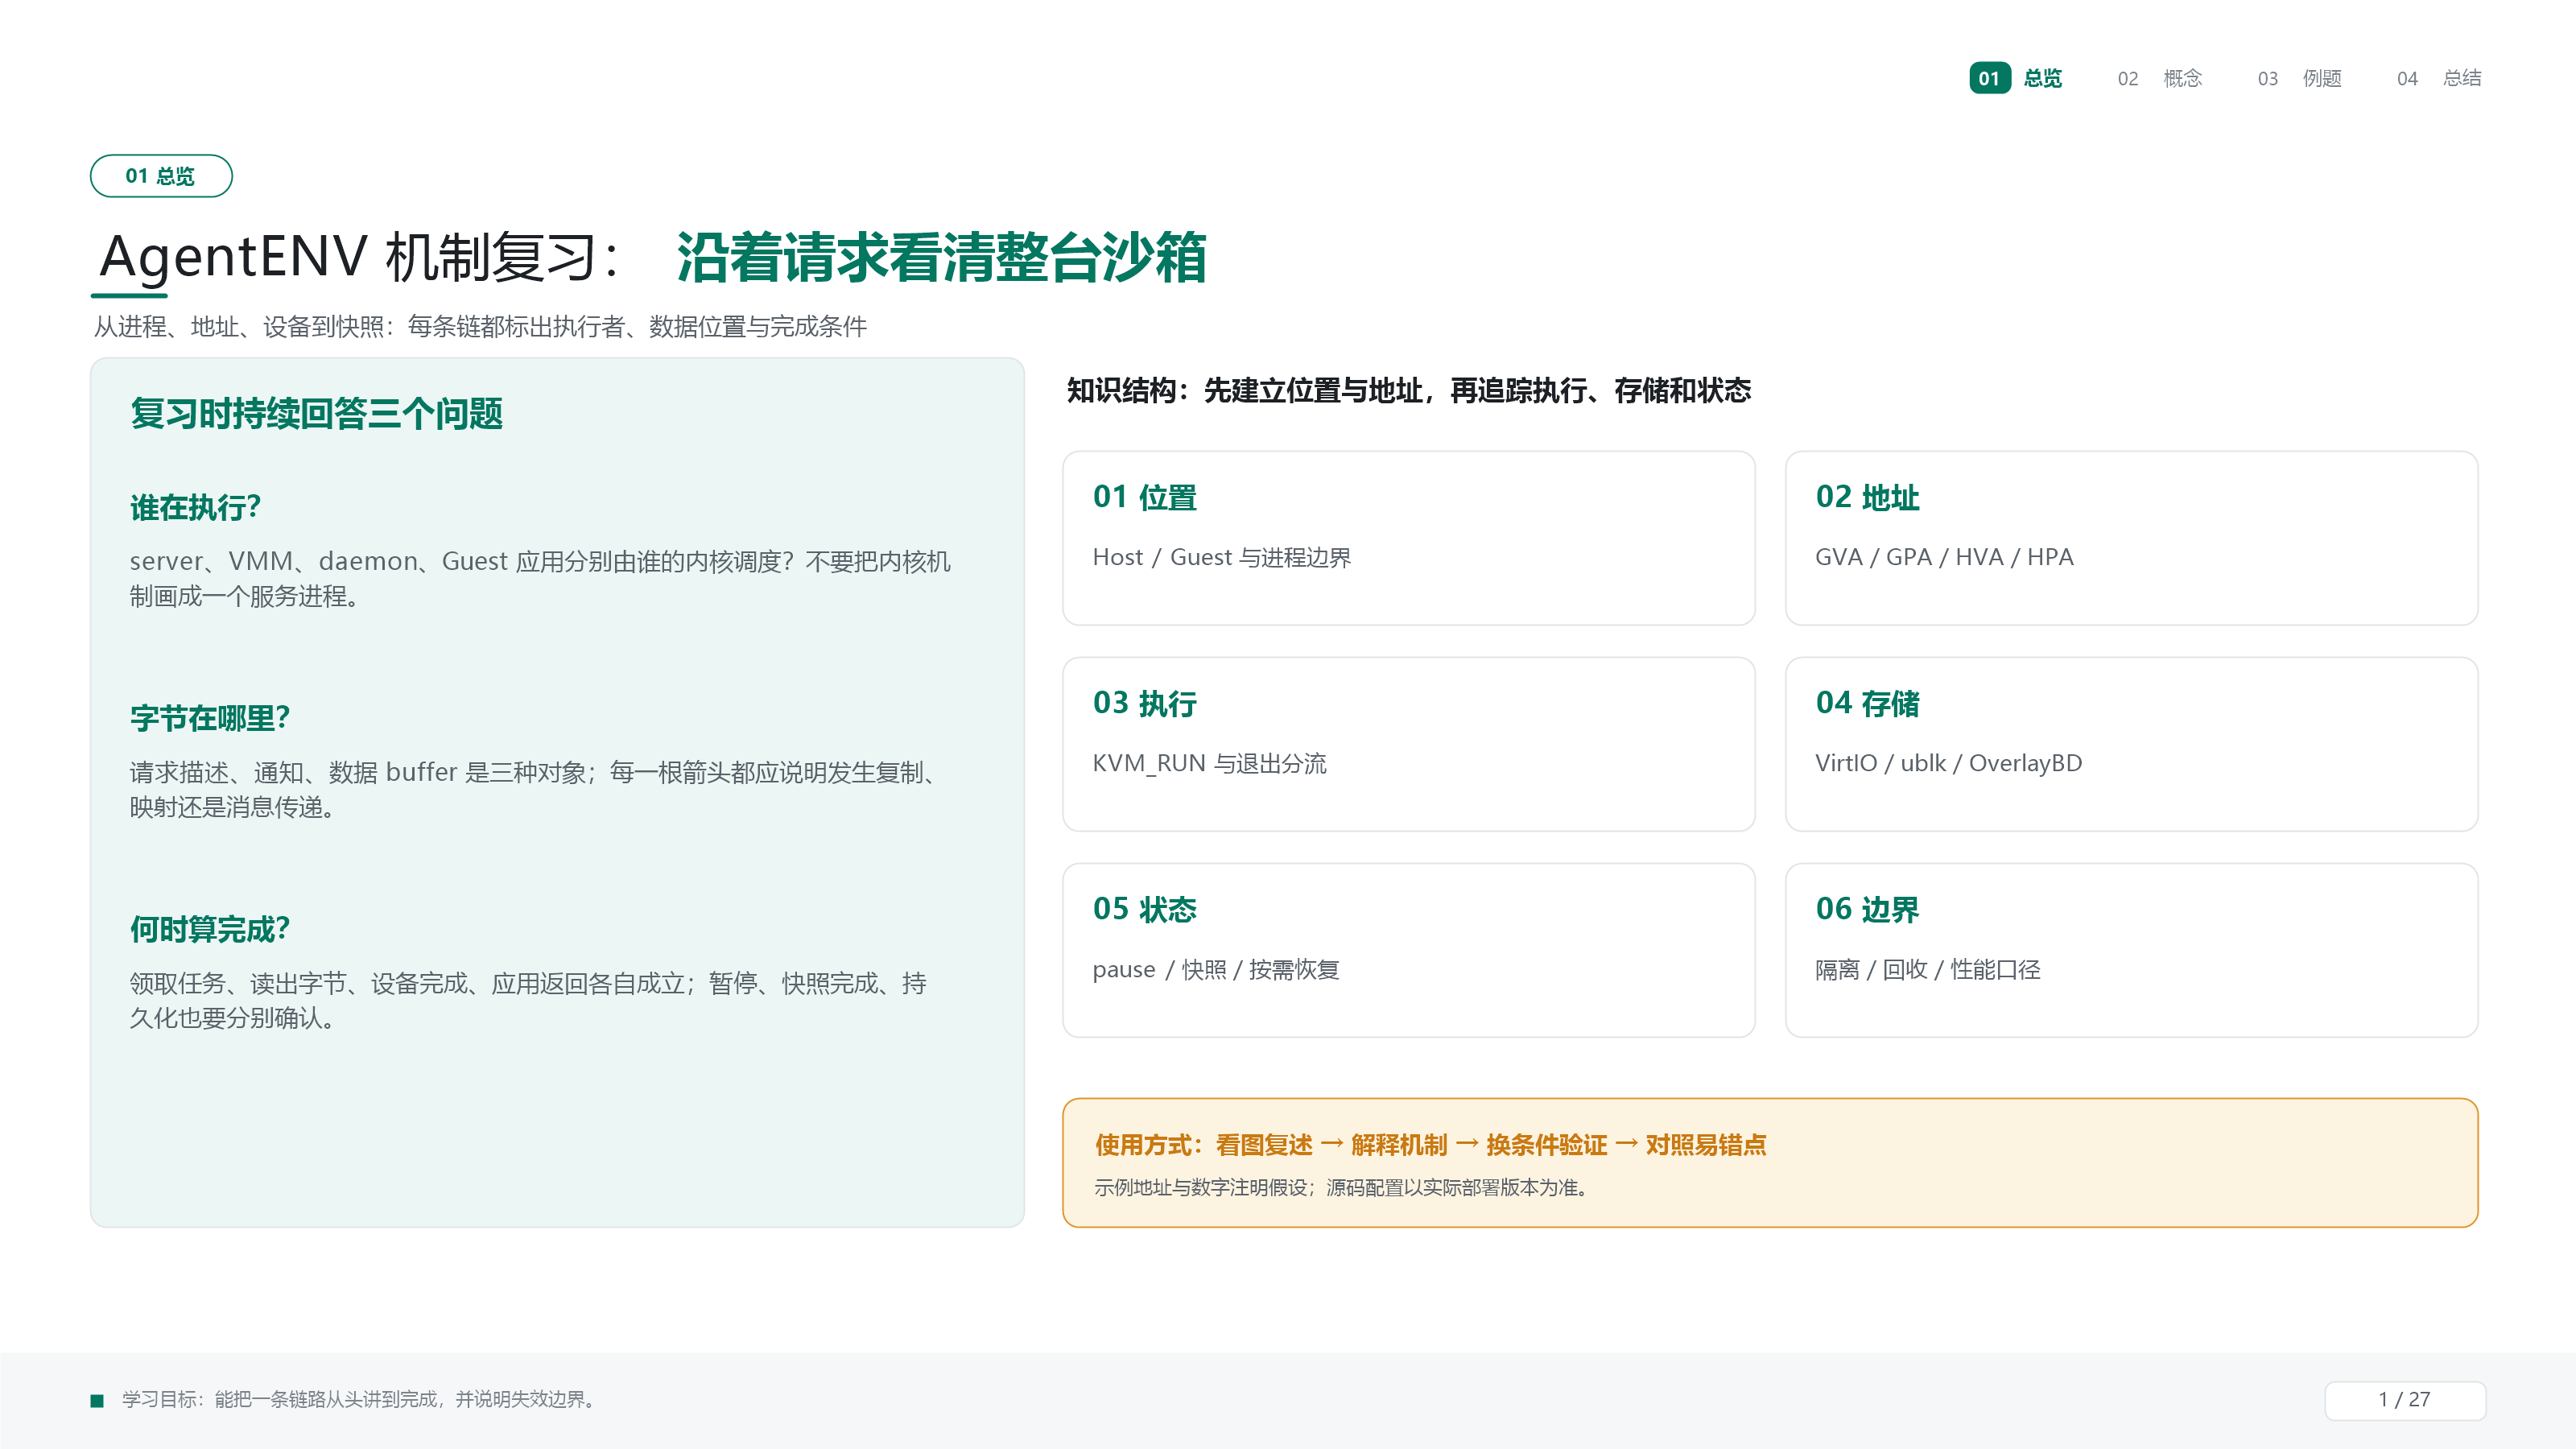 01 总览 02 概念 03 例题 04 总结
01 总览
AgentENV 机制复习： 沿着请求看清整台沙箱
从进程、地址、设备到快照：每条链都标出执行者、数据位置与完成条件
复习时持续回答三个问题
谁在执行？
server、VMM、daemon、Guest 应用分别由谁的内核调度？不要把内核机
制画成一个服务进程。
字节在哪里？
请求描述、通知、数据 buffer 是三种对象；每一根箭头都应说明发生复制、
映射还是消息传递。
何时算完成？
领取任务、读出字节、设备完成、应用返回各自成立；暂停、快照完成、持
久化也要分别确认。
知识结构：先建立位置与地址，再追踪执行、存储和状态
01 位置
Host / Guest 与进程边界
02 地址
GVA / GPA / HVA / HPA
03 执行
KVM_RUN 与退出分流
04 存储
VirtIO / ublk / OverlayBD
05 状态
pause / 快照 / 按需恢复
06 边界
隔离 / 回收 / 性能口径
使用方式：看图复述 → 解释机制 → 换条件验证 → 对照易错点
示例地址与数字注明假设；源码配置以实际部署版本为准。
学习目标：能把一条链路从头讲到完成，并说明失效边界。
1 / 27